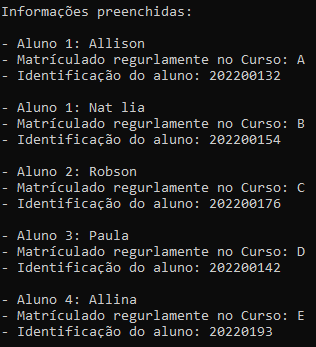 Informações preenchidas:
- Aluno 1: Allison
- Matrículado regurlamente no Curso: A
- Identificação do aluno: 202200132
- Aluno 1: Nat lia
- Matrículado regurlamente no Curso: B
- Identificação do aluno: 202200154
- Aluno 2: Robson
- Matrículado regurlamente no Curso: C
- Identificação do aluno: 202200176
- Aluno 3: Paula
- Matrículado regurlamente no Curso: D
- Identificação do aluno: 202200142
- Aluno 4: Allina
- Matrículado regurlamente no Curso: E
- Identificação do aluno: 20220193